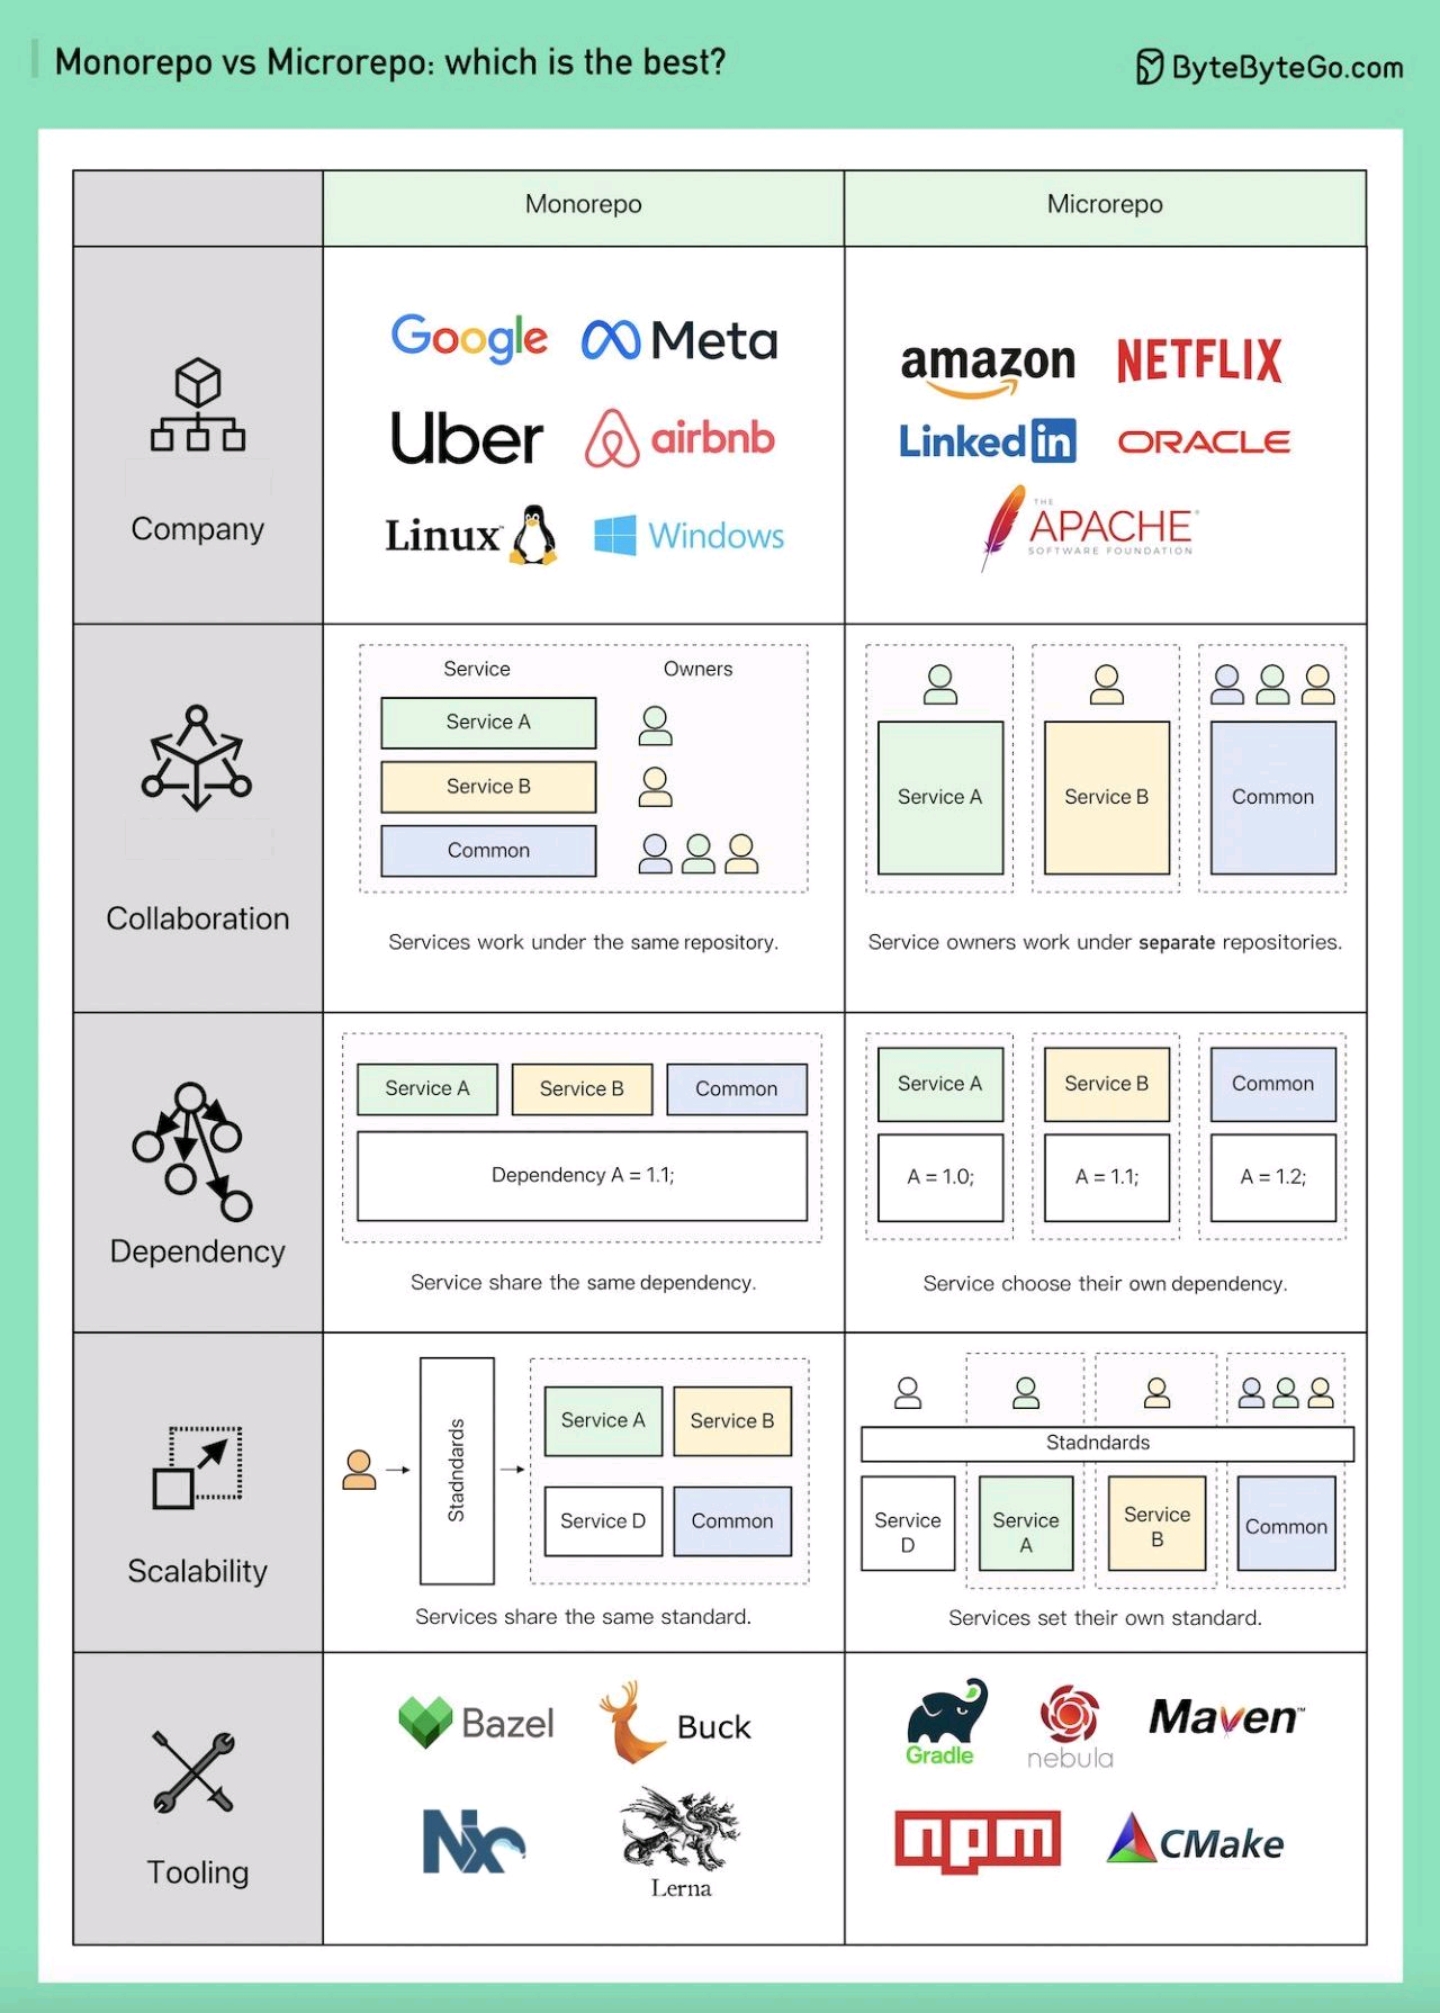 Monorepo vs Microrepo: which is the best?
ByteByteGo.com
Monorepo
Microrepo
Company
Google
Meta
Uber
airbnb
Linux™
Windows
amazon
NETFLIX
Linkedin
ORACLE
THE
APACHE®
SOFTWARE FOUNDATION
Collaboration
Service
Owners
Service A
Service B
Common
Services work under the same repository.
Service A
Service B
Common
Service owners work under separate repositories.
Dependency
Service A
Service B
Common
Dependency A = 1.1;
Service share the same dependency.
Service A
Service B
Common
A = 1.0;
A = 1.1;
A = 1.2;
Service choose their own dependency.
Scalability
Stadndards
Service A
Service B
Service D
Common
Services share the same standard.
Stadndards
Service
D
Service
A
Service
B
Common
Services set their own standard.
Tooling
Bazel
Buck
Nx
Lerna
Gradle
nebula
Maven™
npm
CMake